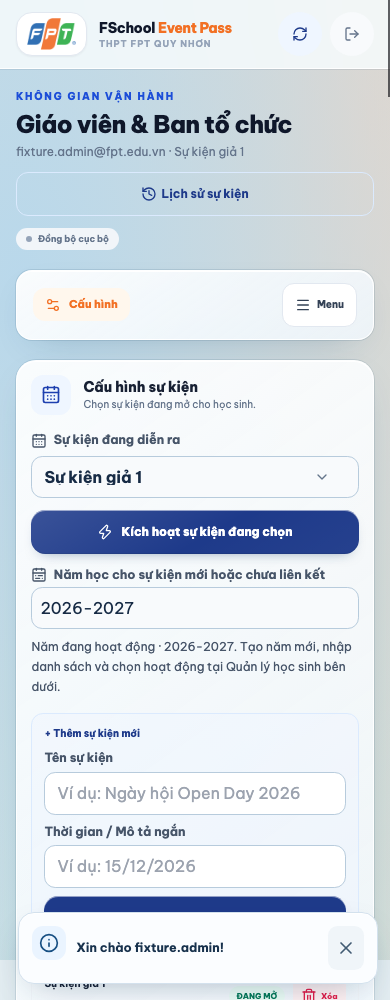 FPT
FSchool Event Pass
THPT FPT QUY NHƠN
KHÔNG GIAN VẬN HÀNH
Giáo viên & Ban tổ chức
fixture.admin@fpt.edu.vn · Sự kiện giả 1
Lịch sử sự kiện
Đồng bộ cục bộ
Cấu hình
Menu
Cấu hình sự kiện
Chọn sự kiện đang mở cho học sinh.
Sự kiện đang diễn ra
Sự kiện giả 1
Kích hoạt sự kiện đang chọn
Năm học cho sự kiện mới hoặc chưa liên kết
2026-2027
Năm đang hoạt động · 2026-2027. Tạo năm mới, nhập
danh sách và chọn hoạt động tại Quản lý học sinh bên
dưới.
+ Thêm sự kiện mới
Tên sự kiện
Ví dụ: Ngày hội Open Day 2026
Thời gian / Mô tả ngắn
Ví dụ: 15/12/2026
Xin chào fixture.admin!
Sự kiện giả 1
ĐANG MỞ
Xóa